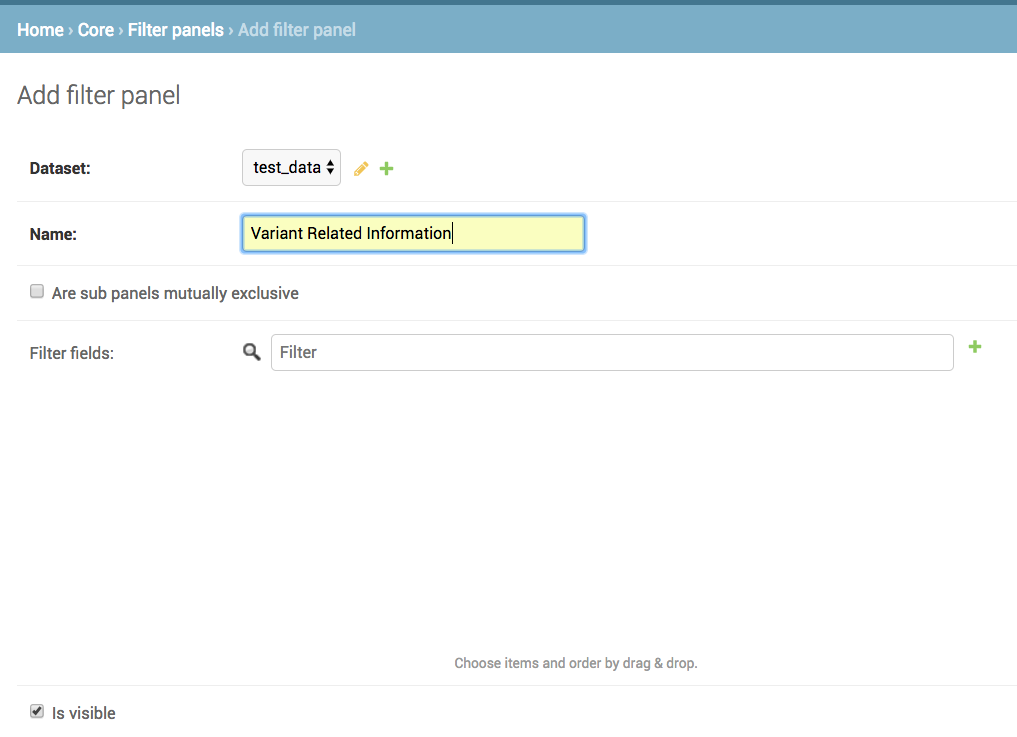 Home › Core › Filter panels › Add filter panel
Add filter panel
Dataset: test_data
Name: Variant Related Information
Are sub panels mutually exclusive
Filter fields: Filter
Choose items and order by drag & drop.
Is visible